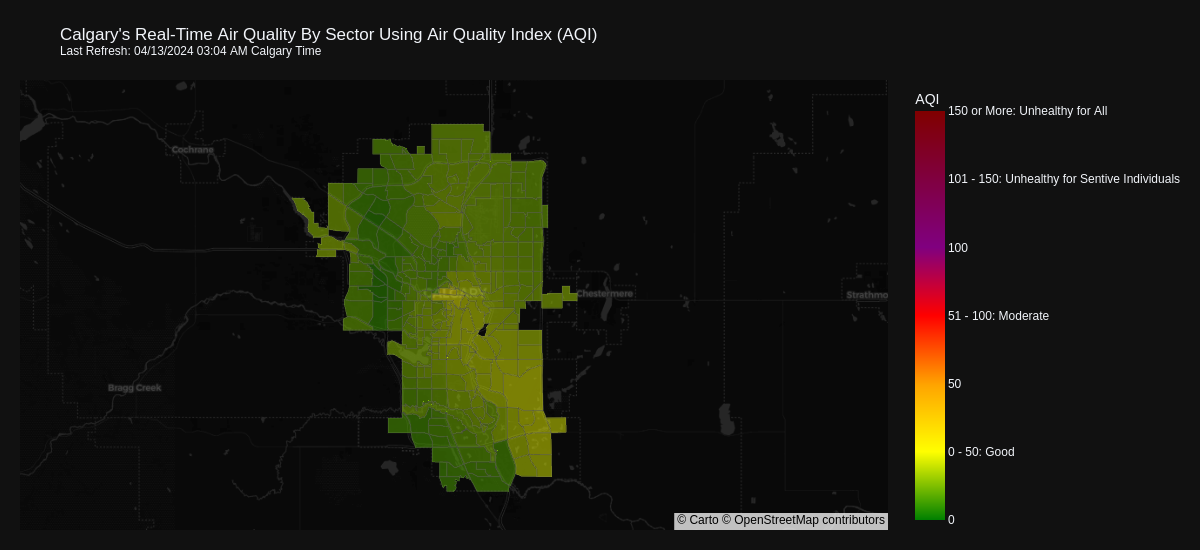 Calgary's Real-Time Air Quality By Sector Using Air Quality Index (AQI)
Last Refresh: 04/13/2024 03:04 AM Calgary Time
AQI
150 or More: Unhealthy for All
Cochrane
101 - 150: Unhealthy for Sentive Individuals
100
Chestermere
Strathmo
51 - 100: Moderate
Bragg Creek
50
0 - 50: Good
© Carto © OpenStreetMap contributors
0